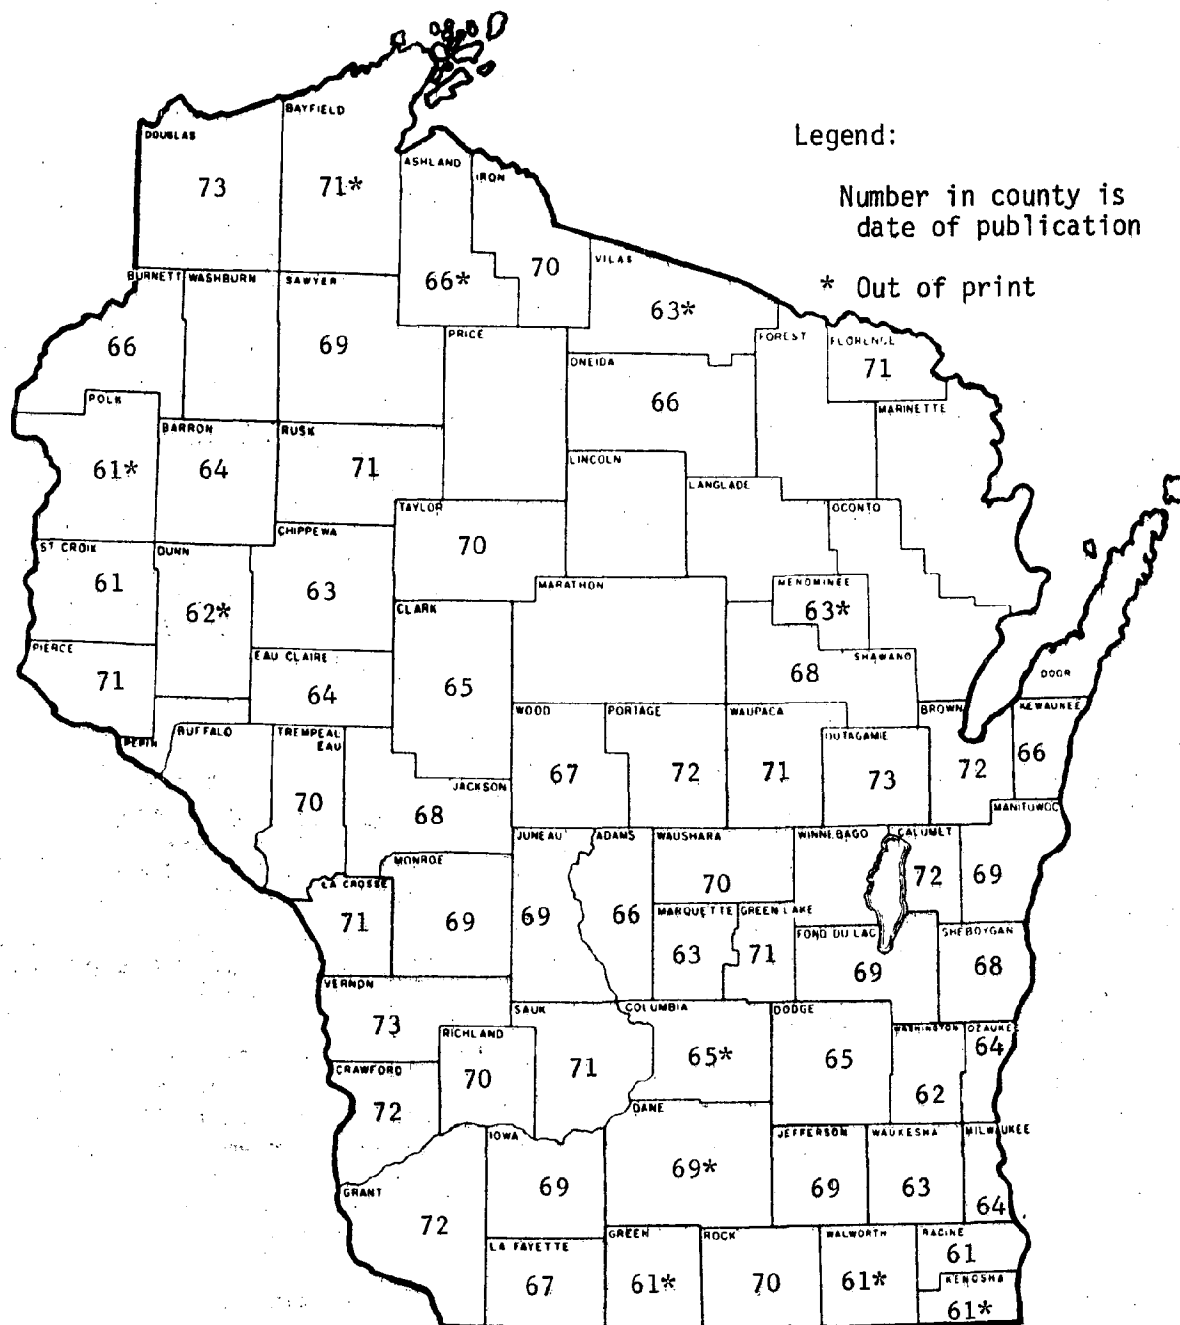 BAYFIELD
DOUGLAS
Legend:
ASHLAND
IRON
73
71*
Number in county is
date of publication
VILAS
70
BURNETT
WASHBURN
SAWYER
66*
* Out of print
63*
PRICE
FOREST
FLORENCE
66
69
ONEIDA
71
POLK
66
MARINETTE
BARRON
RUSK
61*
64
71
LINCOLN
LANGLADE
TAYLOR
OCONTO
CHIPPEWA
ST CROIX
DUNN
70
61
63
MARATHON
MENOMINEE
62*
CLARK
63*
PIERCE
EAU CLAIRE
SHAWANO
71
64
65
68
DOOR
WOOD
PORTAGE
WAUPACA
BROWN
KEWAUNEE
PEPIN
BUFFALO
TREMPEAL
EAU
OUTAGAMIE
67
72
71
73
72
66
JACKSON
70
68
MANITOWOC
JUNEAU
ADAMS
WAUSHARA
WINNEBAGO
CALUMET
MONROE
70
72
69
LA CROSSE
71
69
69
66
MARQUETTE
GREEN LAKE
FOND DU LAC
SHEBOYGAN
63
71
69
68
VERNON
SAUK
COLUMBIA
DODGE
73
RICHLAND
WASHINGTON
OZAUKEE
64
CRAWFORD
70
71
65*
65
72
62
DANE
IOWA
JEFFERSON
WAUKESHA
MILWAUKEE
69*
GRANT
69
69
63
64
72
LA FAYETTE
GREEN
ROCK
WALWORTH
RACINE
61
67
61*
70
61*
KENOSHA
61*